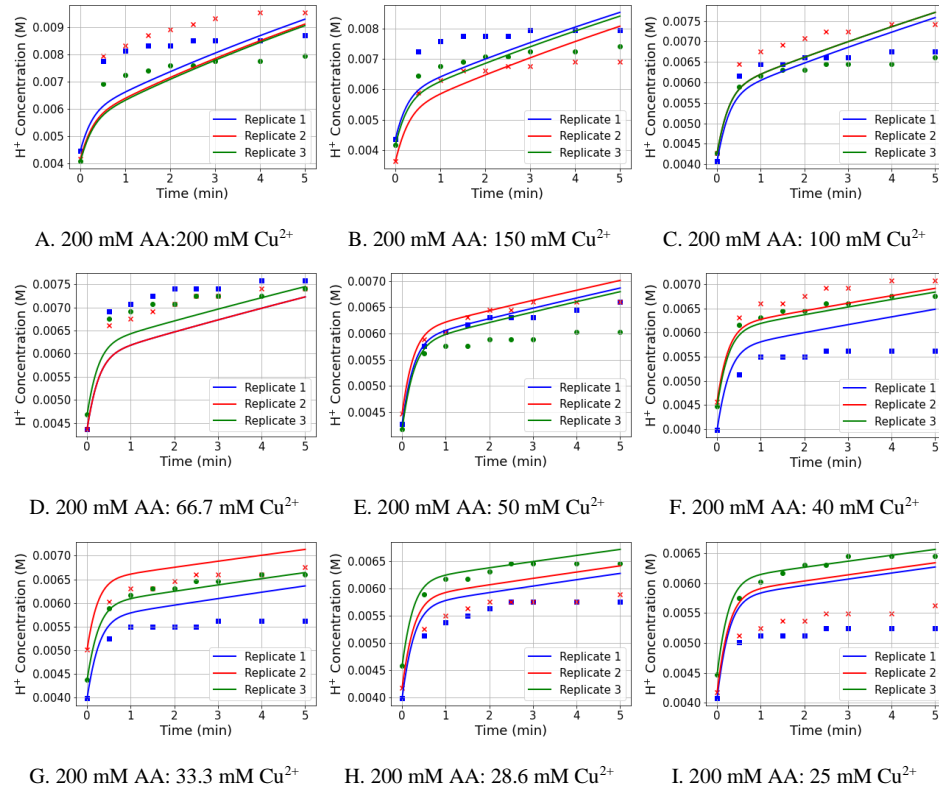 H⁺ Concentration (M)
0.009
0.008
0.007
0.006
0.005
0.004
0 1 2 3 4 5
Time (min)
Replicate 1
Replicate 2
Replicate 3
A. 200 mM AA:200 mM Cu²⁺
H⁺ Concentration (M)
0.008
0.007
0.006
0.005
0.004
0 1 2 3 4 5
Time (min)
Replicate 1
Replicate 2
Replicate 3
B. 200 mM AA: 150 mM Cu²⁺
H⁺ Concentration (M)
0.0075
0.0070
0.0065
0.0060
0.0055
0.0050
0.0045
0.0040
0 1 2 3 4 5
Time (min)
Replicate 1
Replicate 2
Replicate 3
C. 200 mM AA: 100 mM Cu²⁺
H⁺ Concentration (M)
0.0075
0.0070
0.0065
0.0060
0.0055
0.0050
0.0045
0 1 2 3 4 5
Time (min)
Replicate 1
Replicate 2
Replicate 3
D. 200 mM AA: 66.7 mM Cu²⁺
H⁺ Concentration (M)
0.0070
0.0065
0.0060
0.0055
0.0050
0.0045
0 1 2 3 4 5
Time (min)
Replicate 1
Replicate 2
Replicate 3
E. 200 mM AA: 50 mM Cu²⁺
H⁺ Concentration (M)
0.0070
0.0065
0.0060
0.0055
0.0050
0.0045
0.0040
0 1 2 3 4 5
Time (min)
Replicate 1
Replicate 2
Replicate 3
F. 200 mM AA: 40 mM Cu²⁺
H⁺ Concentration (M)
0.0070
0.0065
0.0060
0.0055
0.0050
0.0045
0.0040
0 1 2 3 4 5
Time (min)
Replicate 1
Replicate 2
Replicate 3
G. 200 mM AA: 33.3 mM Cu²⁺
H⁺ Concentration (M)
0.0065
0.0060
0.0055
0.0050
0.0045
0.0040
0 1 2 3 4 5
Time (min)
Replicate 1
Replicate 2
Replicate 3
H. 200 mM AA: 28.6 mM Cu²⁺
H⁺ Concentration (M)
0.0065
0.0060
0.0055
0.0050
0.0045
0.0040
0 1 2 3 4 5
Time (min)
Replicate 1
Replicate 2
Replicate 3
I. 200 mM AA: 25 mM Cu²⁺